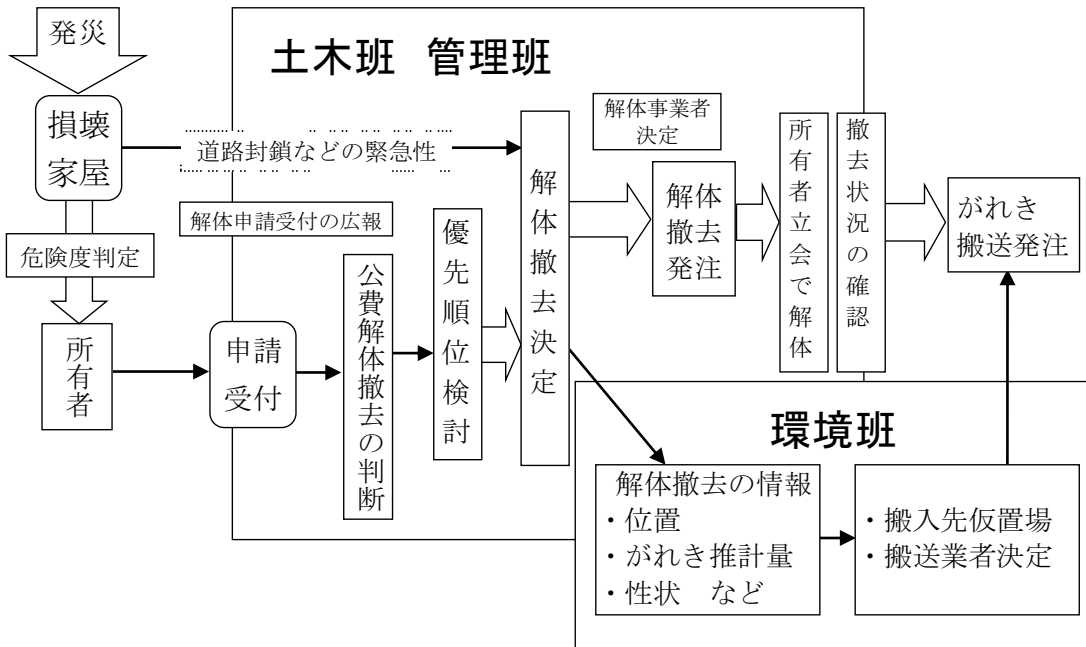 発災
土木班 管理班
損壊
家屋
道路封鎖などの緊急性
解体事業者
決定
解体申請受付の広報
危険度判定
所有者
申請
受付
公費解体撤去の判断
優先順位検討
解体撤去決定
解体
撤去
発注
所有者立会で解体
撤去状況の確認
がれき
搬送発注
環境班
解体撤去の情報
・位置
・がれき推計量
・性状 など
・搬入先仮置場
・搬送業者決定